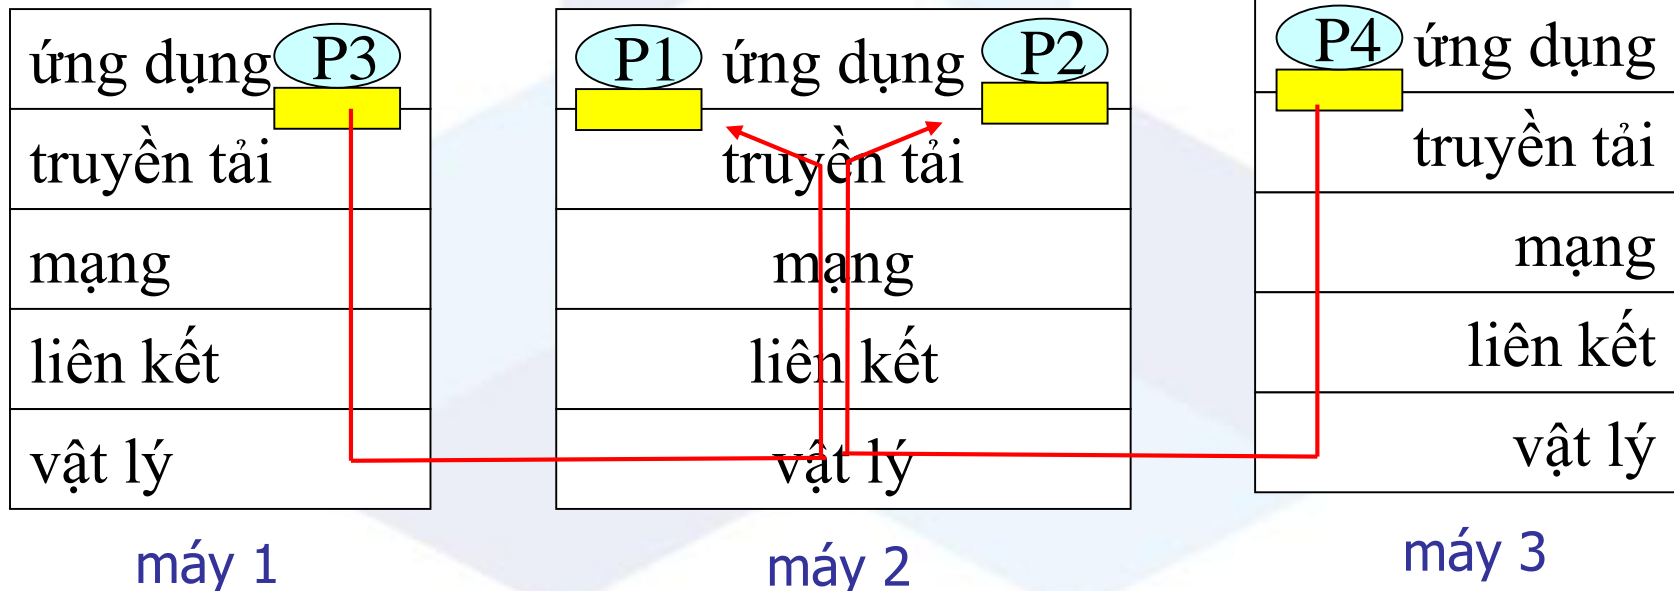 ứng dụng P3
truyền tải
mạng
liên kết
vật lý
máy 1
P1 ứng dụng P2
truyền tải
mạng
liên kết
vật lý
máy 2
P4 ứng dụng
truyền tải
mạng
liên kết
vật lý
máy 3